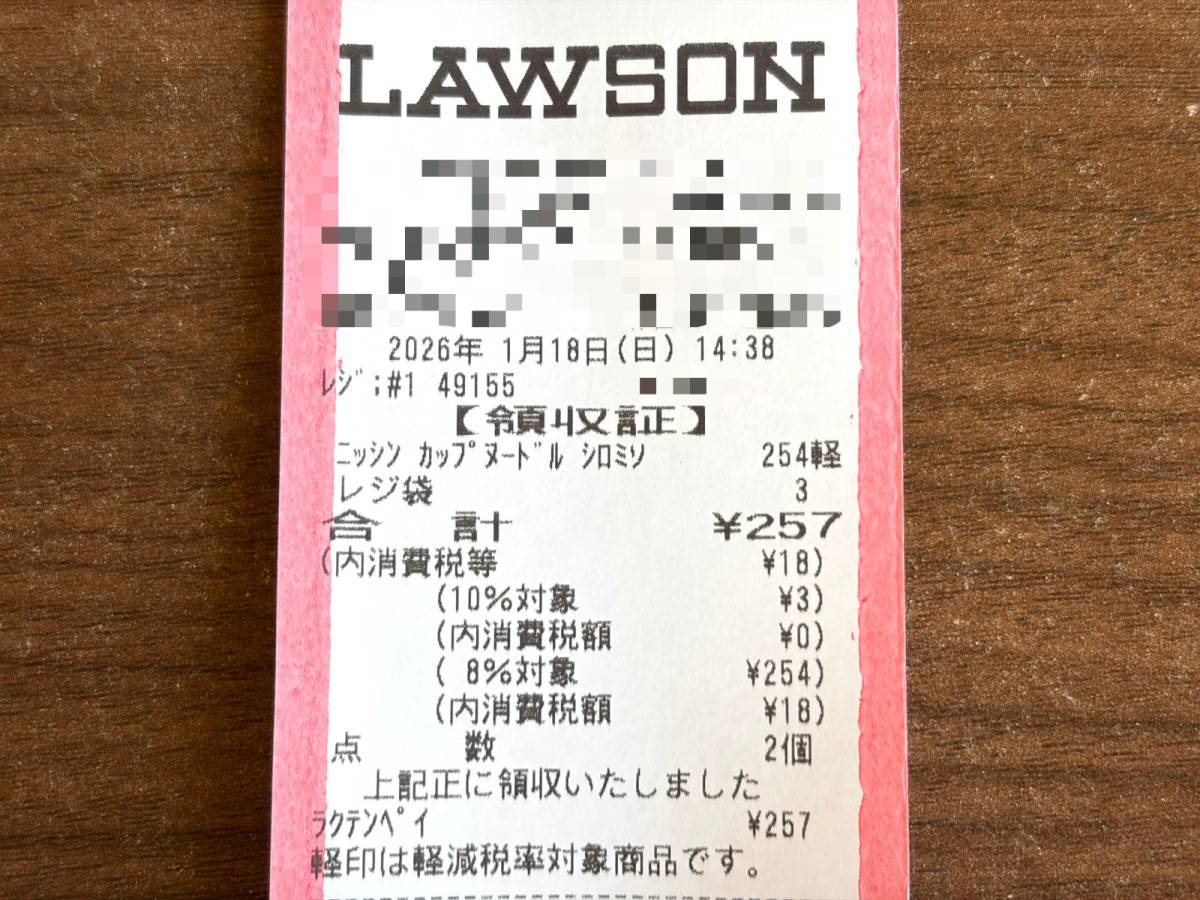 LAWSON
2026年 1月18日(日) 14:38
レジ;#1 49155
【領収証】
ニッシン カップヌードル シロミソ 254軽
レジ袋 3
合 計 ¥257
(内消費税等 ¥18)
(10%対象 ¥3)
(内消費税額 ¥0)
( 8%対象 ¥254)
(内消費税額 ¥18)
点 数 2個
上記正に領収いたしました
ラクテンペイ ¥257
軽印は軽減税率対象商品です。